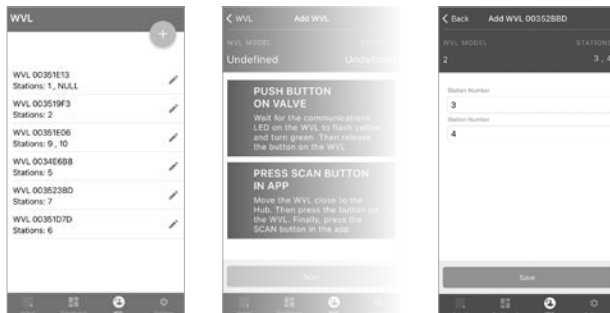 WVL
+
WVL 00351E13
Stations: 1, NULL
WVL 003519F3
Stations: 2
WVL 00351E06
Stations: 9, 10
WVL 0034E6B8
Stations: 5
WVL 003523BD
Stations: 7
WVL 00351D7D
Stations: 6
< WVL Add WVL
WVL MODEL STATIONS
Undefined Undefined
PUSH BUTTON
ON VALVE
Wait for the communications
LED on the WVL to flash yellow
and turn green. Then release
the button on the WVL
PRESS SCAN BUTTON
IN APP
Move the WVL close to the
Hub. Then press the button on
the WVL. Finally, press the
SCAN button in the app
Scan
< Back Add WVL 00352BBD
WVL MODEL STATIONS
2 3, 4
Station Number
3
Station Number
4
Save